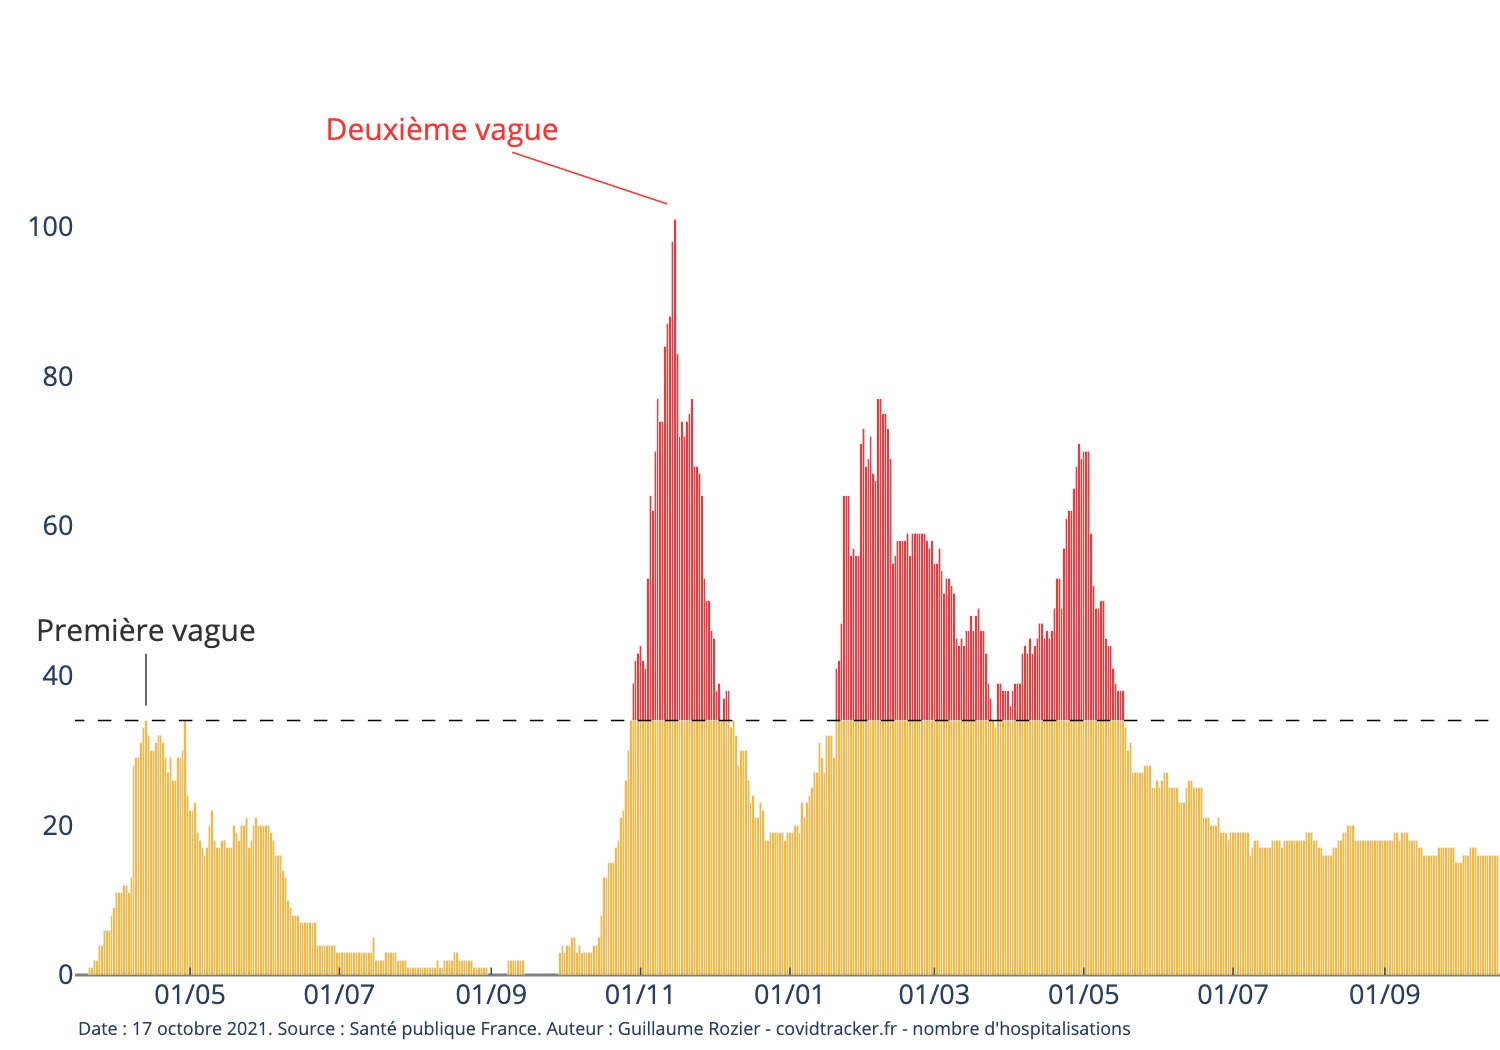 Deuxième vague
100
80
60
Première vague
40
20
0
01/05 01/07 01/09 01/11 01/01 01/03 01/05 01/07 01/09
Date : 17 octobre 2021. Source : Santé publique France. Auteur : Guillaume Rozier - covidtracker.fr - nombre d'hospitalisations